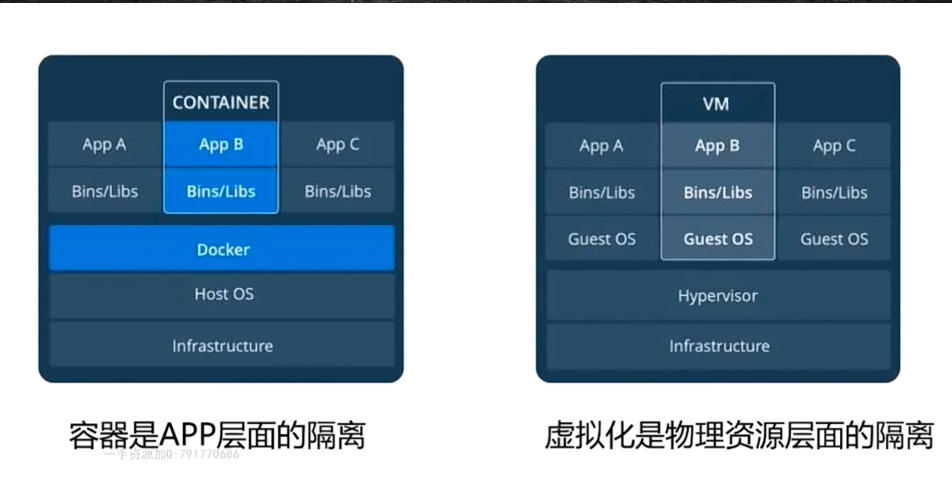 CONTAINER
App A App B App C
Bins/Libs Bins/Libs Bins/Libs
Docker
Host OS
Infrastructure
容器是APP层面的隔离
一手资源加Q:791770686
VM
App A App B App C
Bins/Libs Bins/Libs Bins/Libs
Guest OS Guest OS Guest OS
Hypervisor
Infrastructure
虚拟化是物理资源层面的隔离